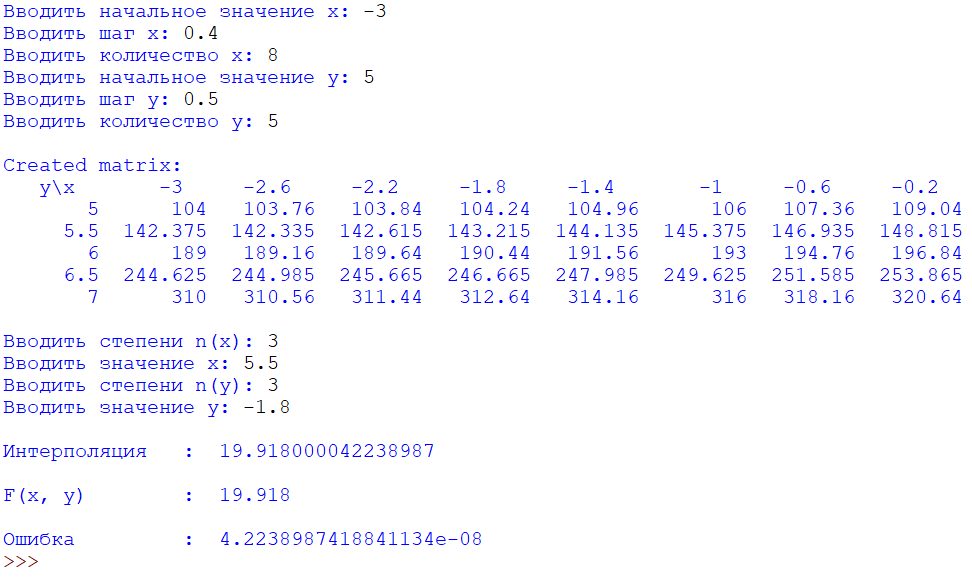 Вводить начальное значение x: -3
Вводить шаг x: 0.4
Вводить количество x: 8
Вводить начальное значение y: 5
Вводить шаг y: 0.5
Вводить количество y: 5
Created matrix:
y\x -3 -2.6 -2.2 -1.8 -1.4 -1 -0.6 -0.2
5 104 103.76 103.84 104.24 104.96 106 107.36 109.04
5.5 142.375 142.335 142.615 143.215 144.135 145.375 146.935 148.815
6 189 189.16 189.64 190.44 191.56 193 194.76 196.84
6.5 244.625 244.985 245.665 246.665 247.985 249.625 251.585 253.865
7 310 310.56 311.44 312.64 314.16 316 318.16 320.64
Вводить степени n(x): 3
Вводить значение x: 5.5
Вводить степени n(y): 3
Вводить значение y: -1.8
Интерполяция : 19.918000042238987
F(x, y) : 19.918
Ошибка : 4.2238987418841134e-08
>>>